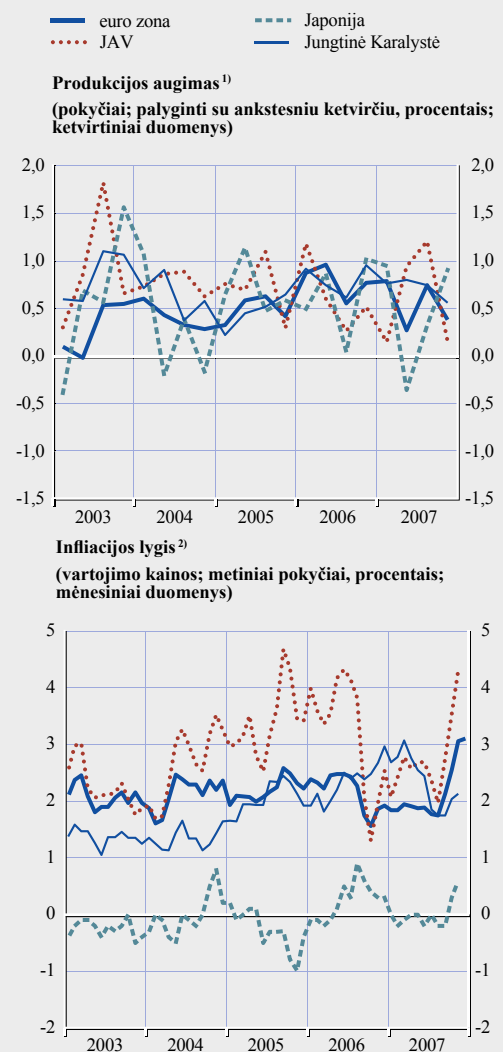 euro zona
Japonija
JAV
Jungtinė Karalystė
Produkcijos augimas 1)
(pokyčiai; palyginti su ankstesniu ketvirčiu, procentais;
ketvirtiniai duomenys)
2,0 2,0
1,5 1,5
1,0 1,0
0,5 0,5
0,0 0,0
-0,5 -0,5
-1,0 -1,0
-1,5 -1,5
2003 2004 2005 2006 2007
Infliacijos lygis 2)
(vartojimo kainos; metiniai pokyčiai, procentais;
mėnesiniai duomenys)
5 5
4 4
3 3
2 2
1 1
0 0
-1 -1
-2 -2
2003 2004 2005 2006 2007